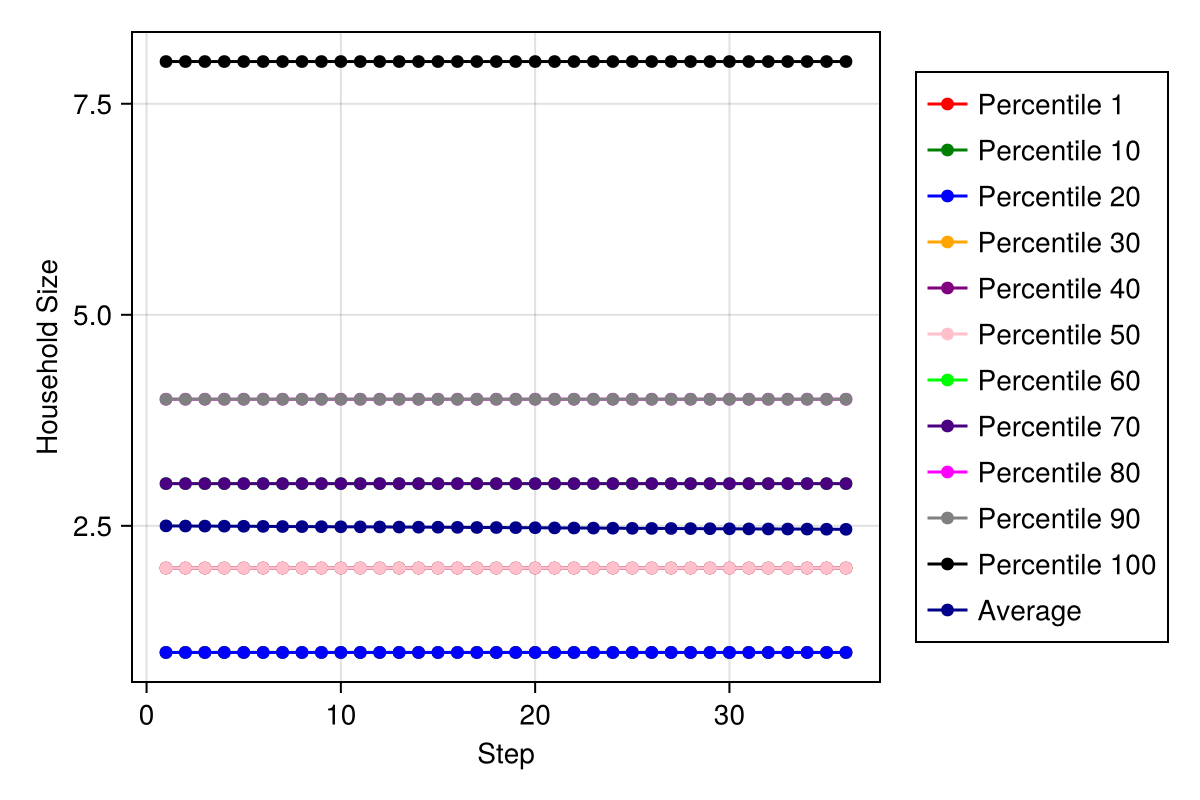 7.5
5.0
2.5
Household Size
0
10
20
30
Step
Percentile 1
Percentile 10
Percentile 20
Percentile 30
Percentile 40
Percentile 50
Percentile 60
Percentile 70
Percentile 80
Percentile 90
Percentile 100
Average